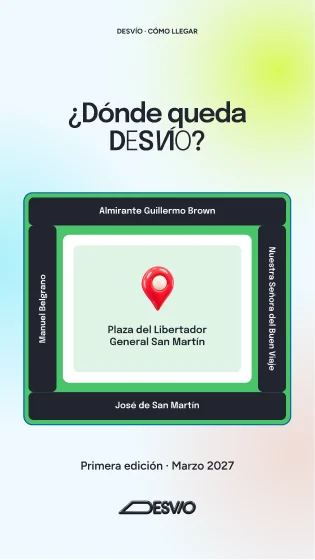 DESVÍO · CÓMO LLEGAR
¿Dónde queda
DESVÍO?
Almirante Guillermo Brown
Manuel Belgrano
Plaza del Libertador
General San Martín
Nuestra Señora del Buen Viaje
José de San Martín
Primera edición · Marzo 2027
DESVÍO